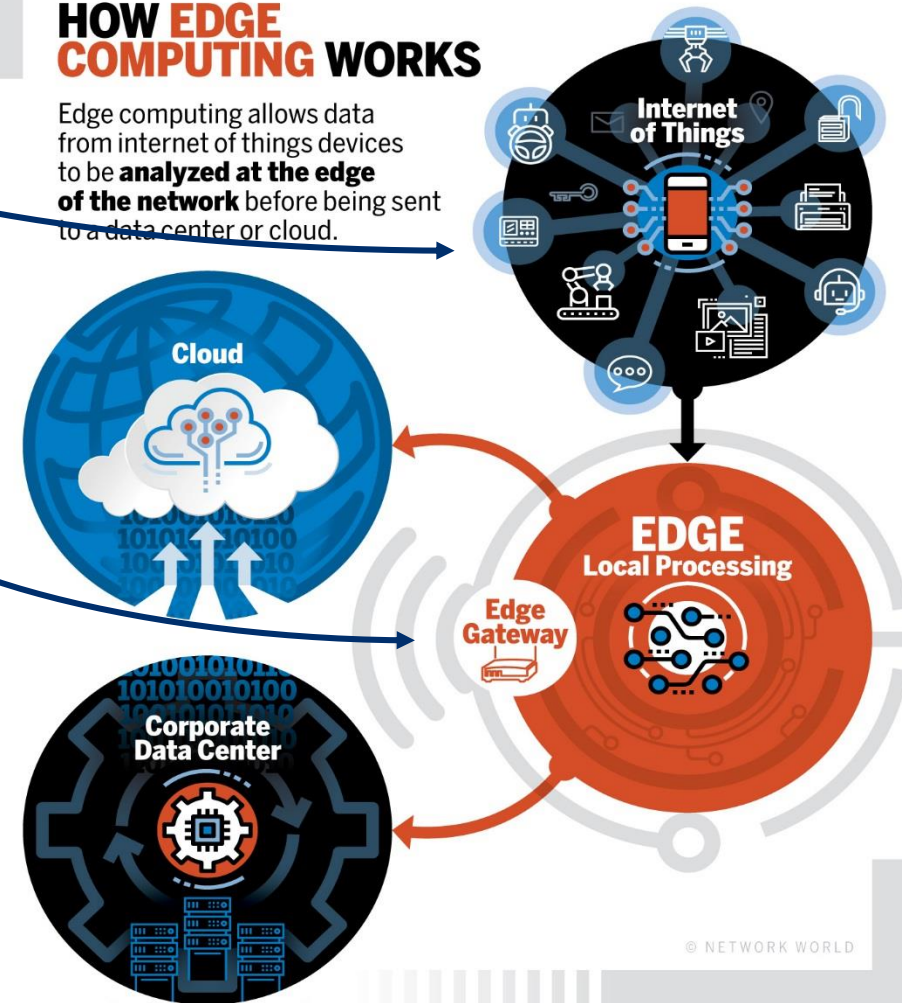 HOW EDGE
COMPUTING WORKS
Edge computing allows data
from internet of things devices
to be analyzed at the edge
of the network before being sent
to a data center or cloud.
Internet
of Things
Cloud
EDGE
Local Processing
Edge
Gateway
101010010100
Corporate
Data Center
© NETWORK WORLD